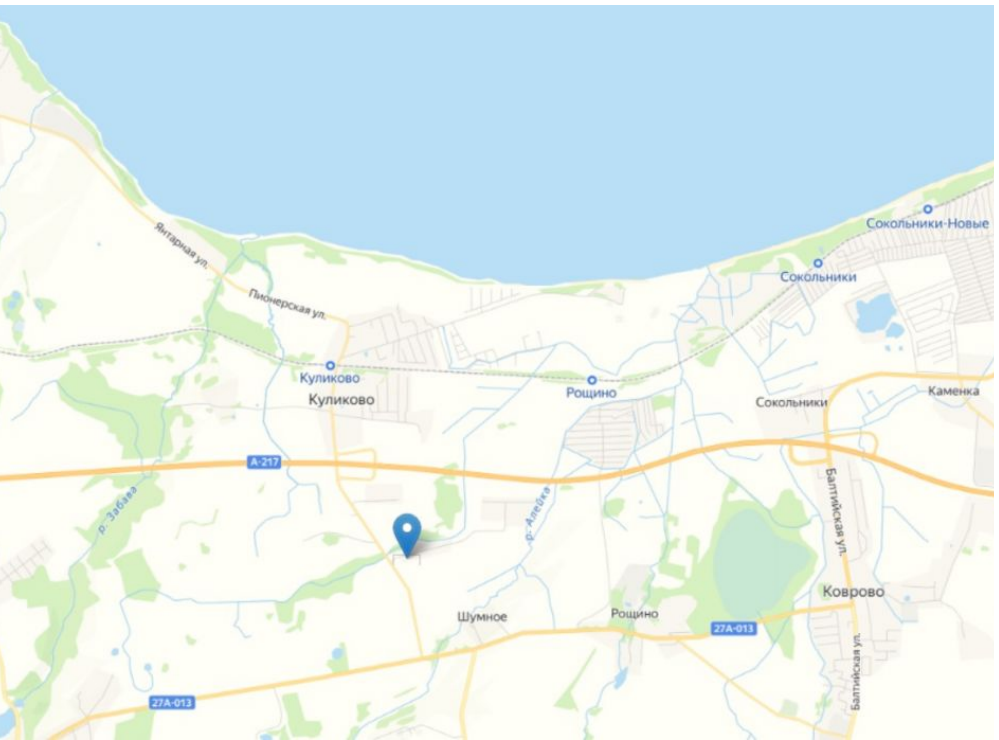 Сокольники-Новые
Янтарная ул.
Сокольники
Пионерская ул.
Куликово
Рощино
Каменка
Куликово
Сокольники
А-217
Балтийская ул.
р. Забава
р. Алейка
Коврово
Шумное
Рощино
27А-013
Балтийская ул.
27А-013